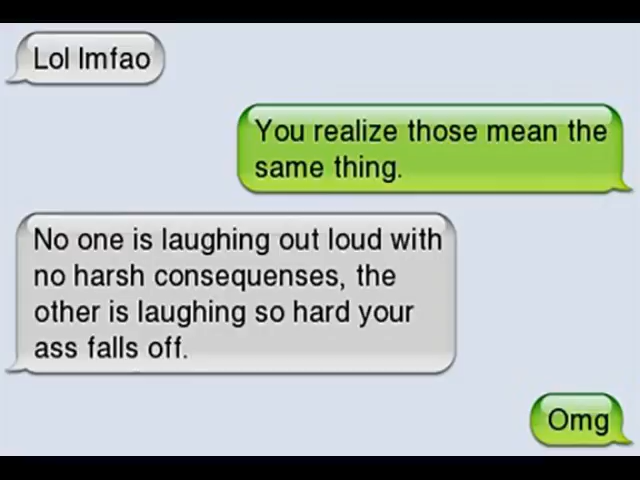 Lol lmfao
You realize those mean the
same thing.
No one is laughing out loud with
no harsh consequenses, the
other is laughing so hard your
ass falls off.
Omg